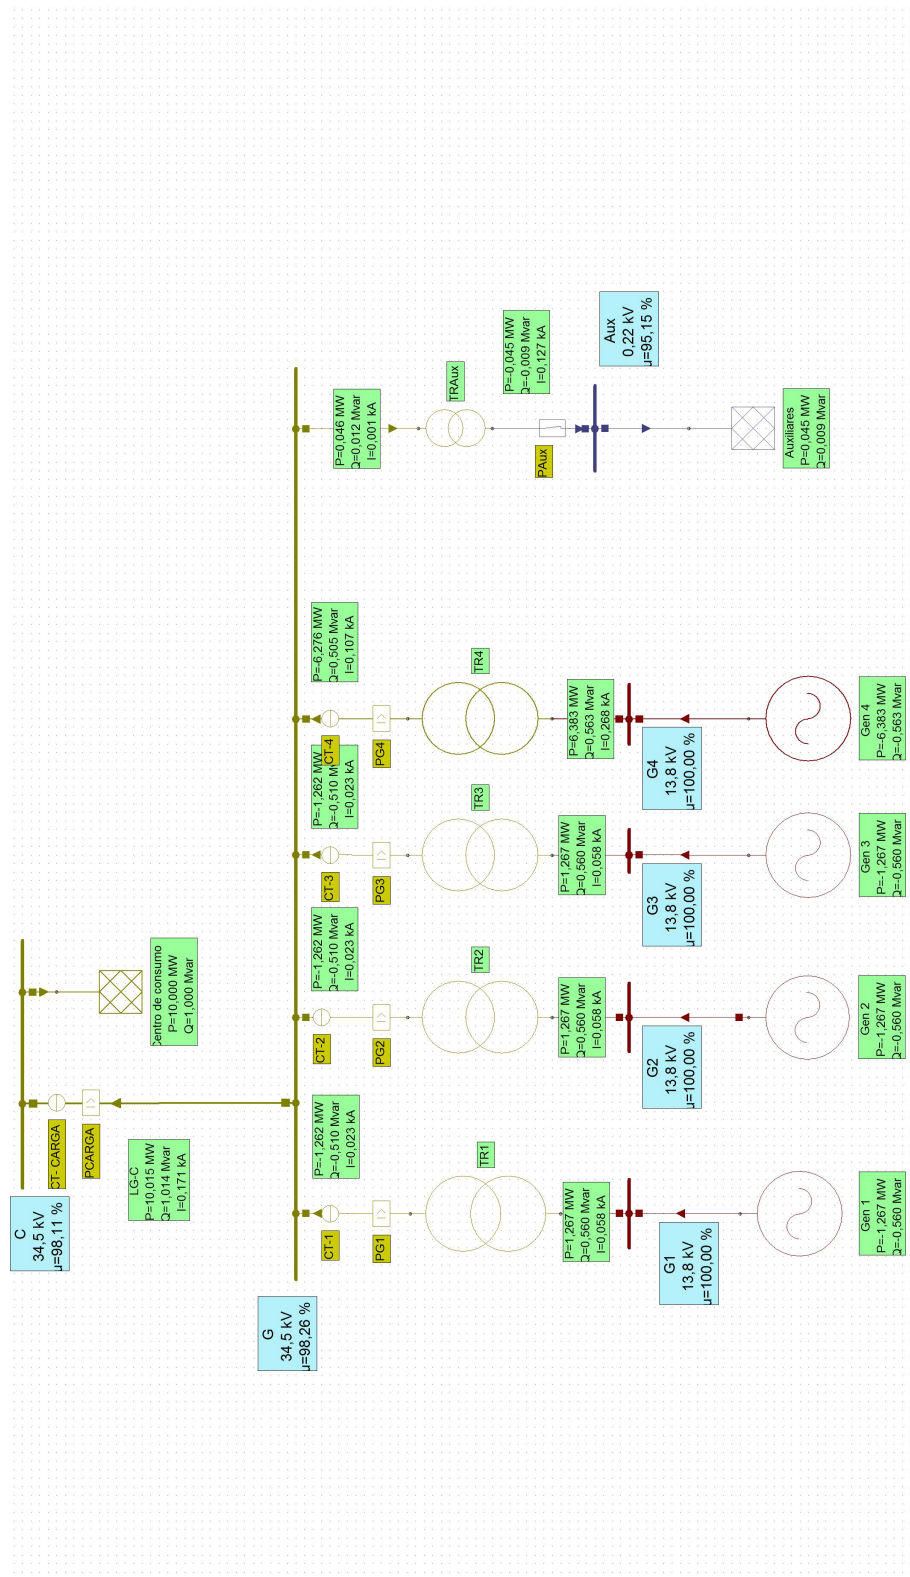 C
34,5 kV
u=98,11 %
CT- CARGA
PCARGA
LG-C
P=10,015 MW
Q=1,014 Mvar
I=0,171 kA
Centro de consumo
P=10,000 MW
Q=1,000 Mvar
G
34,5 kV
u=98,26 %
P=-1,262 MW
Q=-0,510 Mvar
I=0,023 kA
CT-1
PG1
TR1
P=1,267 MW
Q=0,560 Mvar
I=0,058 kA
G1
13,8 kV
u=100,00 %
Gen 1
P=-1,267 MW
Q=-0,560 Mvar
P=-1,262 MW
Q=-0,510 Mvar
I=0,023 kA
CT-2
PG2
TR2
P=1,267 MW
Q=0,560 Mvar
I=0,058 kA
G2
13,8 kV
u=100,00 %
Gen 2
P=-1,267 MW
Q=-0,560 Mvar
P=-1,262 MW
Q=-0,510 M
I=0,023 kA
CT-3
PG3
TR3
P=1,267 MW
Q=0,560 Mvar
I=0,058 kA
G3
13,8 kV
u=100,00 %
Gen 3
P=-1,267 MW
Q=-0,560 Mvar
P=-6,276 MW
Q=0,505 Mvar
I=0,107 kA
CT-4
PG4
TR4
P=6,383 MW
Q=0,563 Mvar
I=0,268 kA
G4
13,8 kV
u=100,00 %
Gen 4
P=-6,383 MW
Q=-0,563 Mvar
P=0,046 MW
Q=0,012 Mvar
I=0,001 kA
TRAux
P=-0,045 MW
Q=-0,009 Mvar
I=0,127 kA
PAux
Aux
0,22 kV
u=95,15 %
Auxiliares
P=0,045 MW
Q=0,009 Mvar